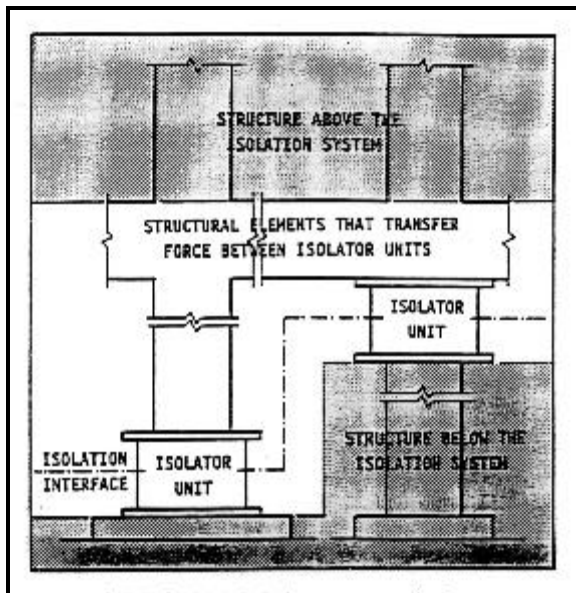 STRUCTURE ABOVE THE
ISOLATION SYSTEM
STRUCTURAL ELEMENTS THAT TRANSFER
FORCE BETWEEN ISOLATOR UNITS
ISOLATOR
UNIT
STRUCTURE BELOW THE
ISOLATION SYSTEM
ISOLATION
INTERFACE
ISOLATOR
UNIT